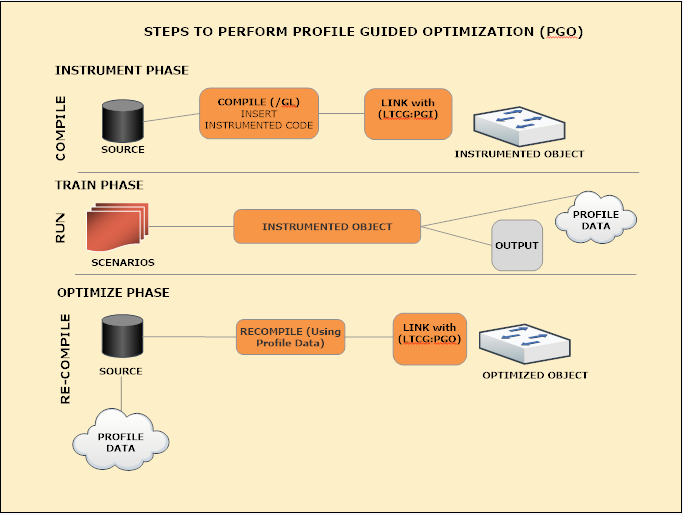 STEPS TO PERFORM PROFILE GUIDED OPTIMIZATION (PGO)
INSTRUMENT PHASE
COMPILE
SOURCE
COMPILE (/GL)
INSERT
INSTRUMENTED CODE
LINK with
(LTCG:PGI)
INSTRUMENTED OBJECT
TRAIN PHASE
RUN
SCENARIOS
INSTRUMENTED OBJECT
OUTPUT
PROFILE
DATA
OPTIMIZE PHASE
RE-COMPILE
SOURCE
RECOMPILE (Using
Profile Data)
LINK with
(LTCG:PGO)
OPTIMIZED OBJECT
PROFILE
DATA